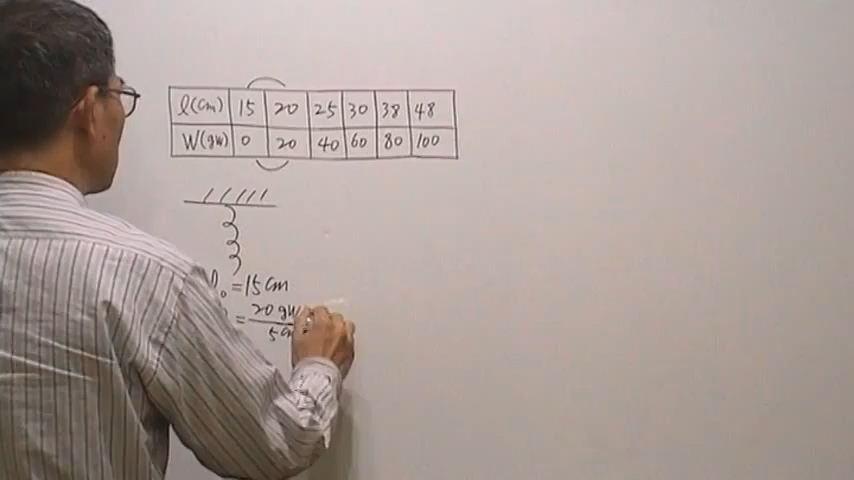 l(cm) 15 20 25 30 38 48
W(gw) 0 20 40 60 80 100
l₀ = 15 cm
= 20 gw
5 cm